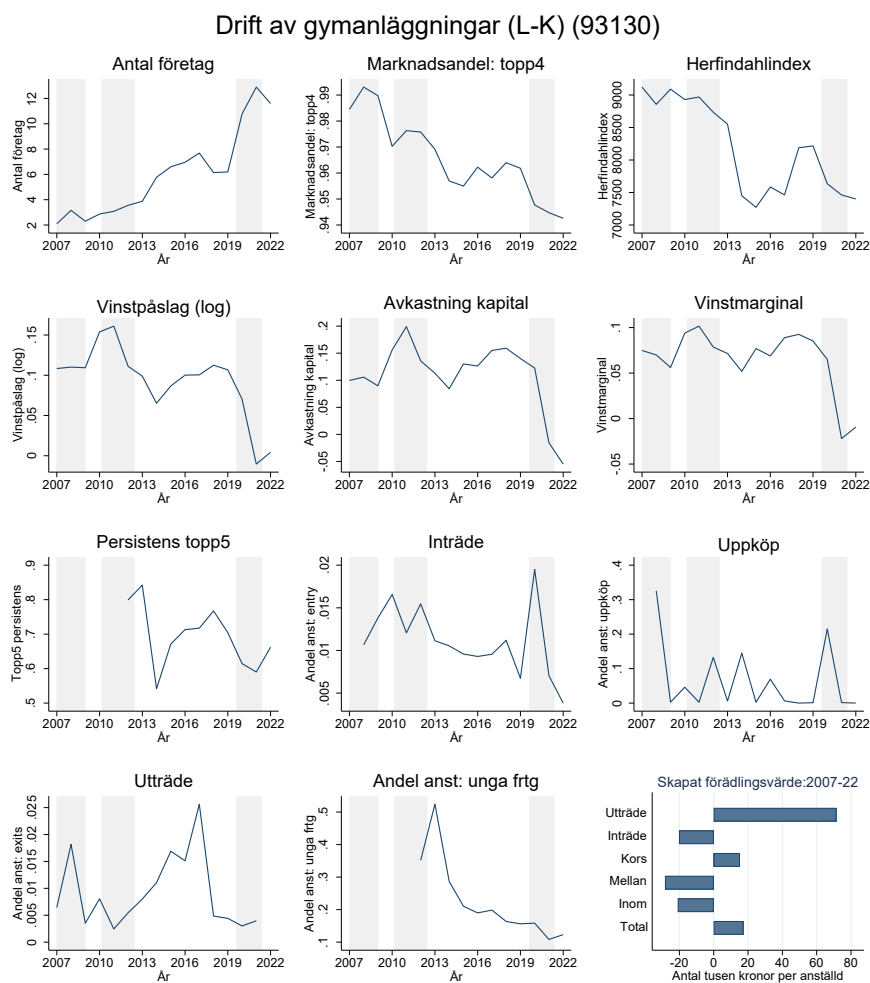 Drift av gymanläggningar (L-K) (93130)
Antal företag
Antal företag
2 4 6 8 10 12
2007 2010 2013 2016 2019 2022
År
Marknadsandel: topp4
Marknadsandel: topp4
.94 .95 .96 .97 .98 .99
2007 2010 2013 2016 2019 2022
År
Herfindahlindex
Herfindahlindex
7000 7500 8000 8500 9000
2007 2010 2013 2016 2019 2022
År
Vinstpåslag (log)
Vinstpåslag (log)
0 .05 .1 .15
2007 2010 2013 2016 2019 2022
År
Avkastning kapital
Avkastning kapital
-.05 0 .05 .1 .15 .2
2007 2010 2013 2016 2019 2022
År
Vinstmarginal
Vinstmarginal
-.05 0 .05 .1
2007 2010 2013 2016 2019 2022
År
Persistens topp5
Topp5 persistens
.5 .6 .7 .8 .9
2007 2010 2013 2016 2019 2022
År
Inträde
Andel anst: entry
.005 .01 .015 .02
2007 2010 2013 2016 2019 2022
År
Uppköp
Andel anst: uppköp
0 .1 .2 .3 .4
2007 2010 2013 2016 2019 2022
År
Utträde
Andel anst: exits
0 .005 .01 .015 .02 .025
2007 2010 2013 2016 2019 2022
År
Andel anst: unga frtg
Andel anst: unga frtg
.1 .2 .3 .4 .5
2007 2010 2013 2016 2019 2022
År
Skapat förädlingsvärde:2007-22
Utträde
Inträde
Kors
Mellan
Inom
Total
-20 0 20 40 60 80
Antal tusen kronor per anställd